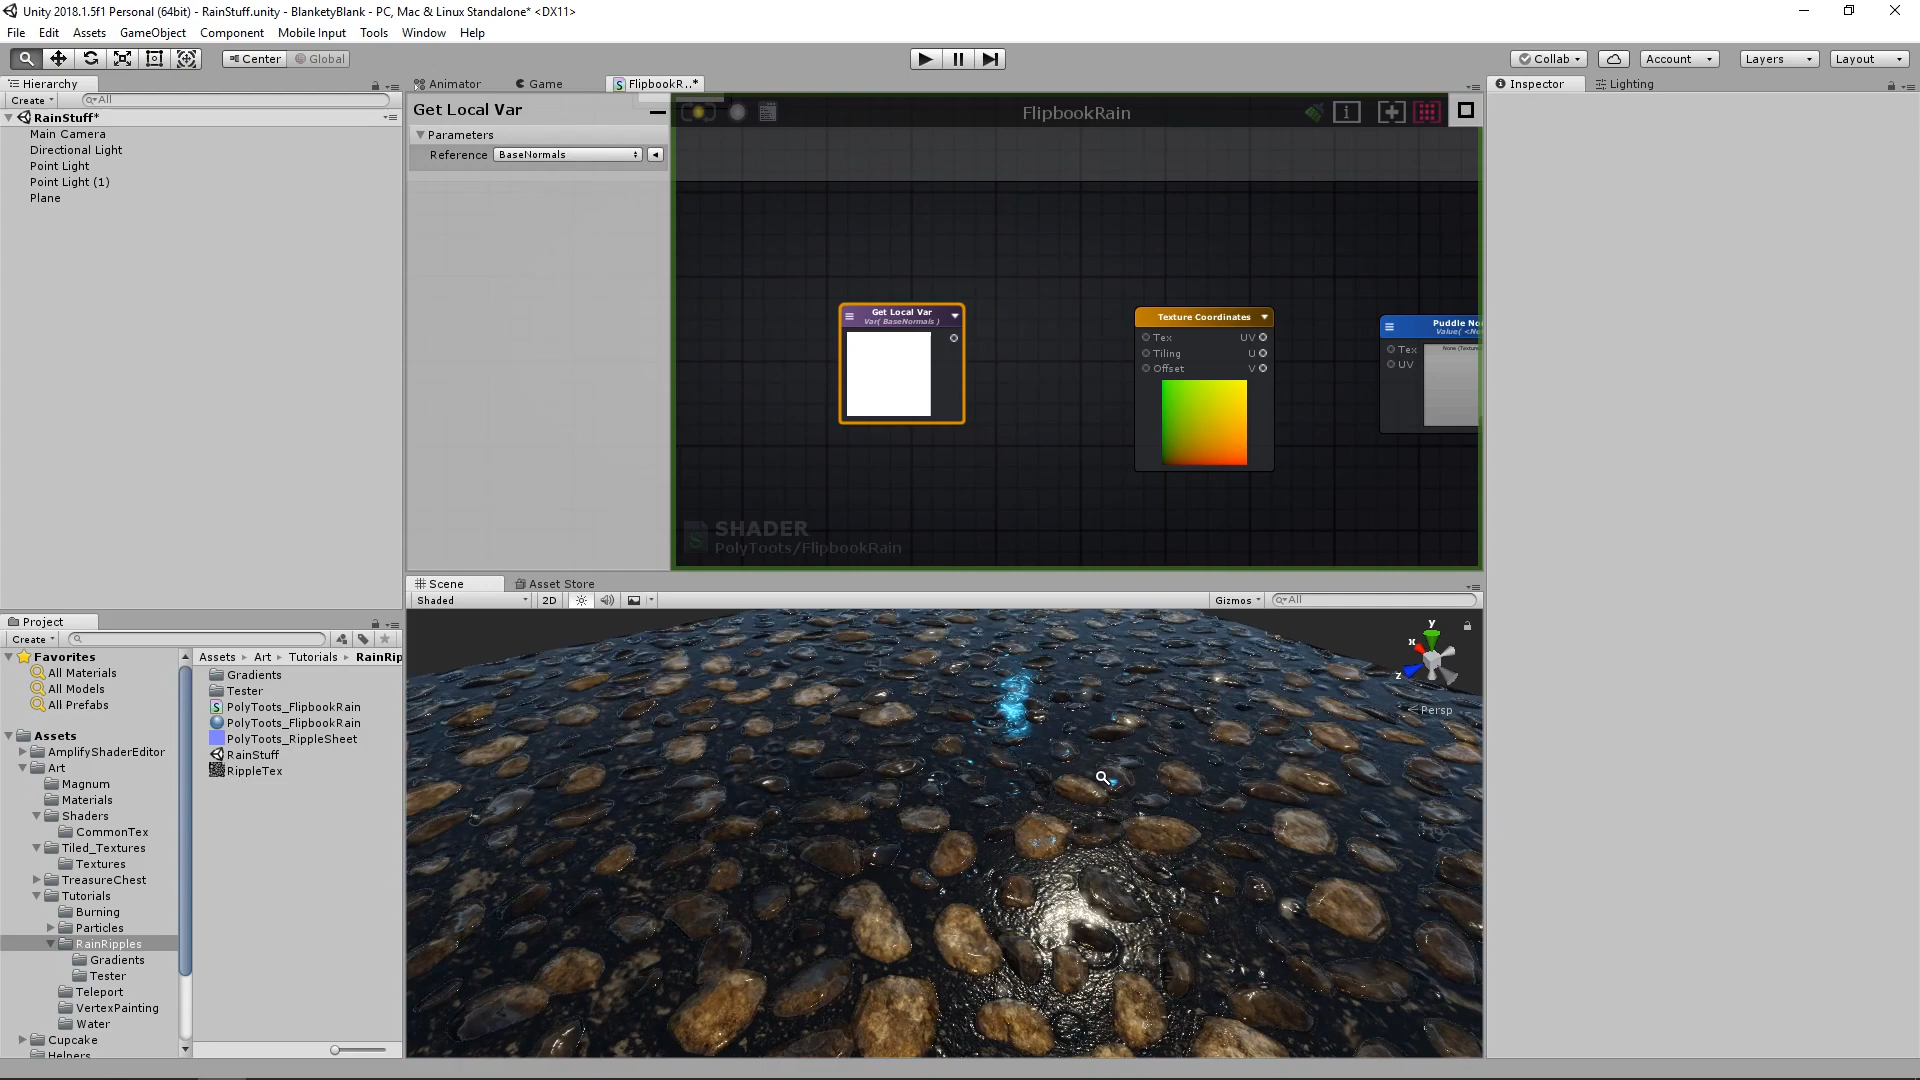 Unity 2018.1.5f1 Personal (64bit) - RainStuff.unity - BlanketyBlank - PC, Mac & Linux Standalone* <DX11>
File Edit Assets GameObject Component Mobile Input Tools Window Help
Center Global Collab Account Layers Layout
Hierarchy
Create All
RainStuff*
Main Camera
Directional Light
Point Light
Point Light (1)
Plane
Animator Game FlipbookR..*
Get Local Var
Parameters
Reference BaseNormals
FlipbookRain
Get Local Var
Var( BaseNormals )
Texture Coordinates
Tex UV
Tiling U
Offset V
Puddle No
Value( <Ne
Tex
UV
SHADER
PolyToots/FlipbookRain
Inspector Lighting
Scene Asset Store
Shaded 2D Gizmos All
y
x
z
Persp
Project
Create
Favorites
All Materials
All Models
All Prefabs
Assets
AmplifyShaderEditor
Art
Magnum
Materials
Shaders
CommonTex
Tiled_Textures
Textures
TreasureChest
Tutorials
Burning
Particles
RainRipples
Gradients
Tester
Teleport
VertexPainting
Water
Cupcake
Helpers
Assets Art Tutorials RainRip
Gradients
Tester
PolyToots_FlipbookRain
PolyToots_FlipbookRain
PolyToots_RippleSheet
RainStuff
RippleTex